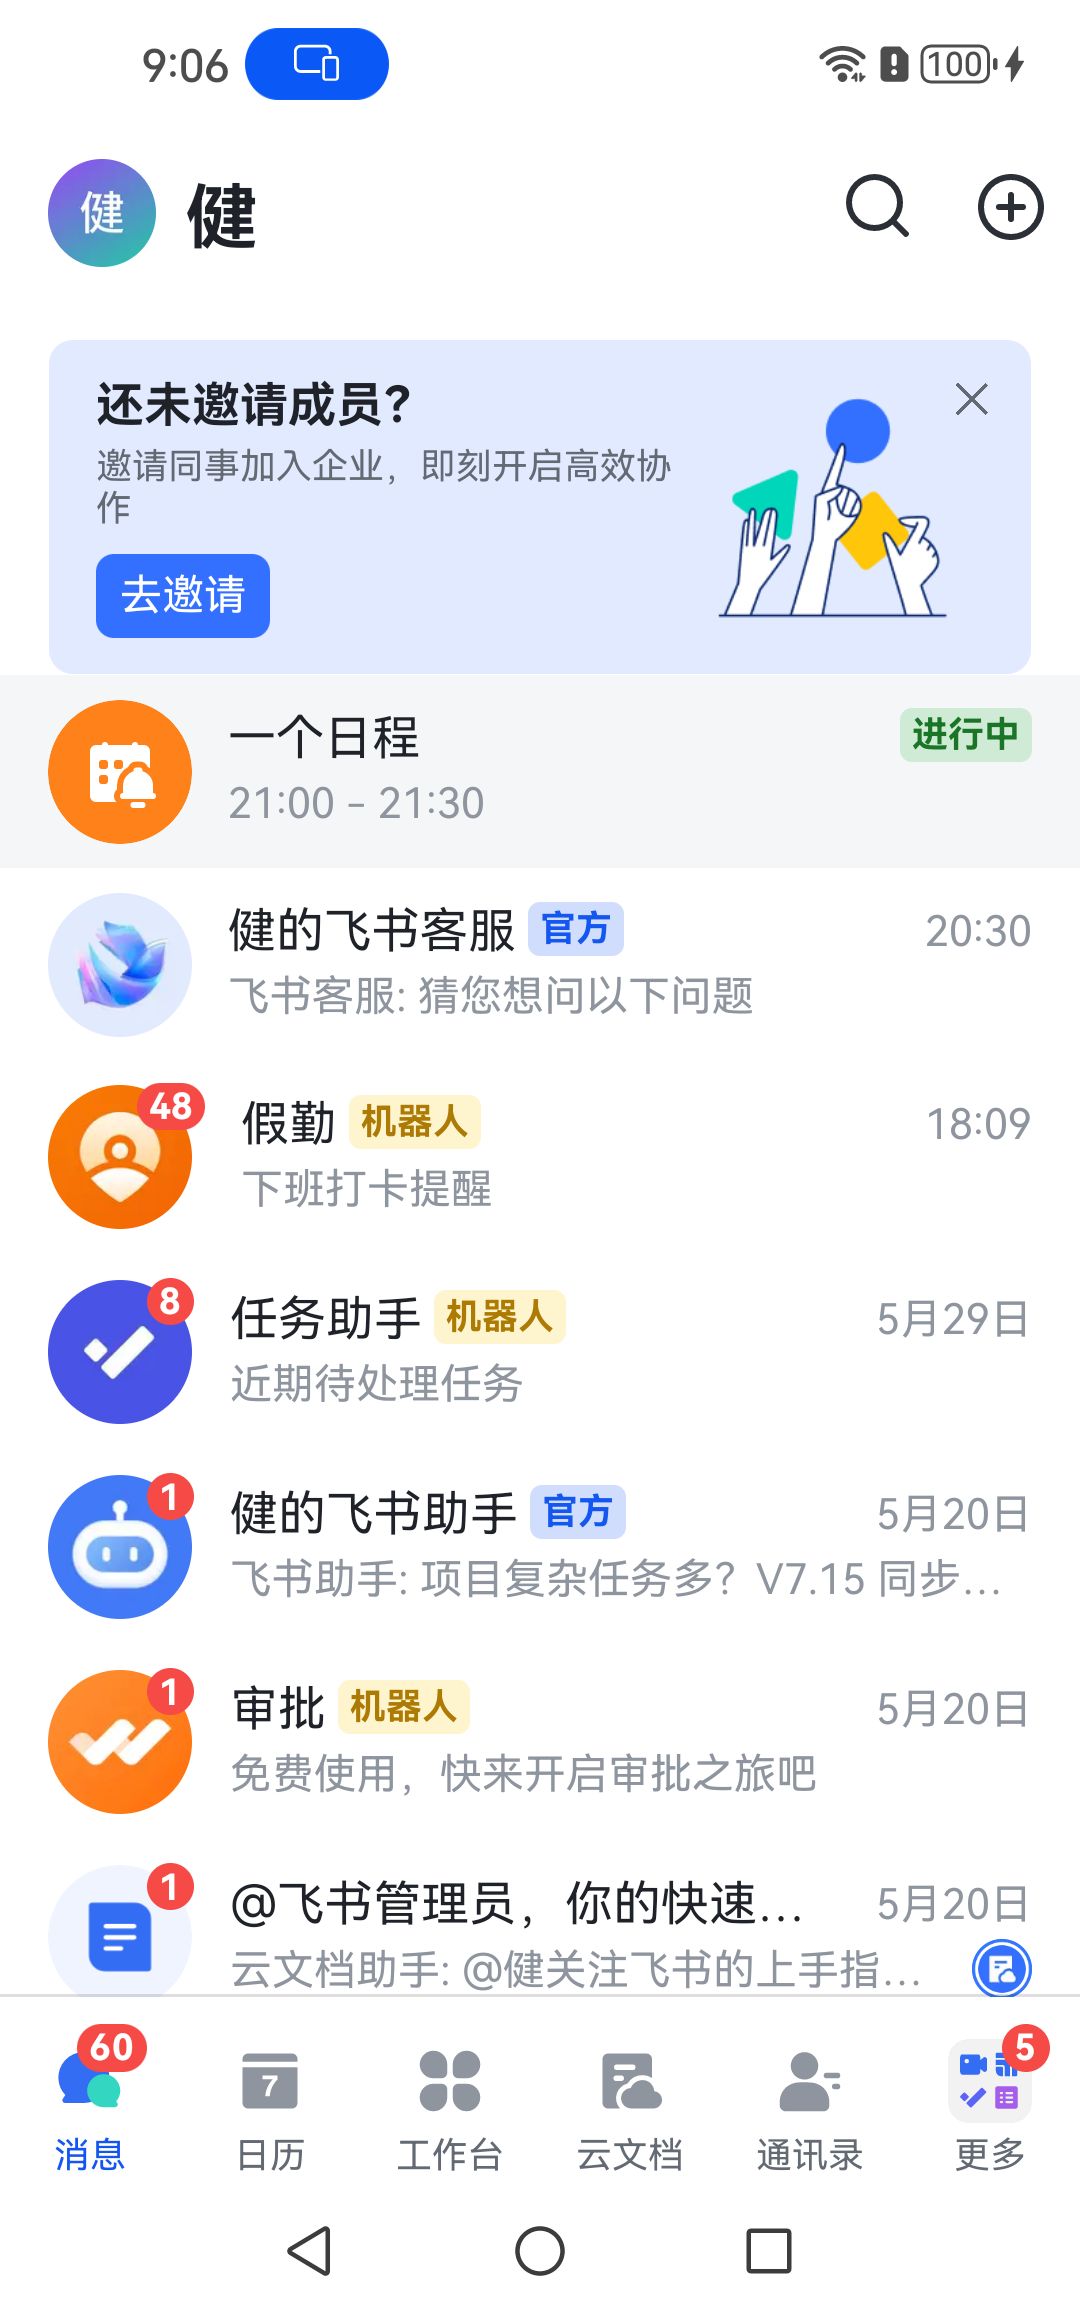 9:06
100
健
健
还未邀请成员？
邀请同事加入企业，即刻开启高效协
作
去邀请
一个日程
进行中
21:00 - 21:30
健的飞书客服 官方
20:30
飞书客服: 猜您想问以下问题
48
假勤 机器人
18:09
下班打卡提醒
8
任务助手 机器人
5月29日
近期待处理任务
1
健的飞书助手 官方
5月20日
飞书助手: 项目复杂任务多？V7.15 同步...
1
审批 机器人
5月20日
免费使用，快来开启审批之旅吧
1
@飞书管理员，你的快速...
5月20日
云文档助手: @健关注飞书的上手指...
60
7
5
消息
日历
工作台
云文档
通讯录
更多